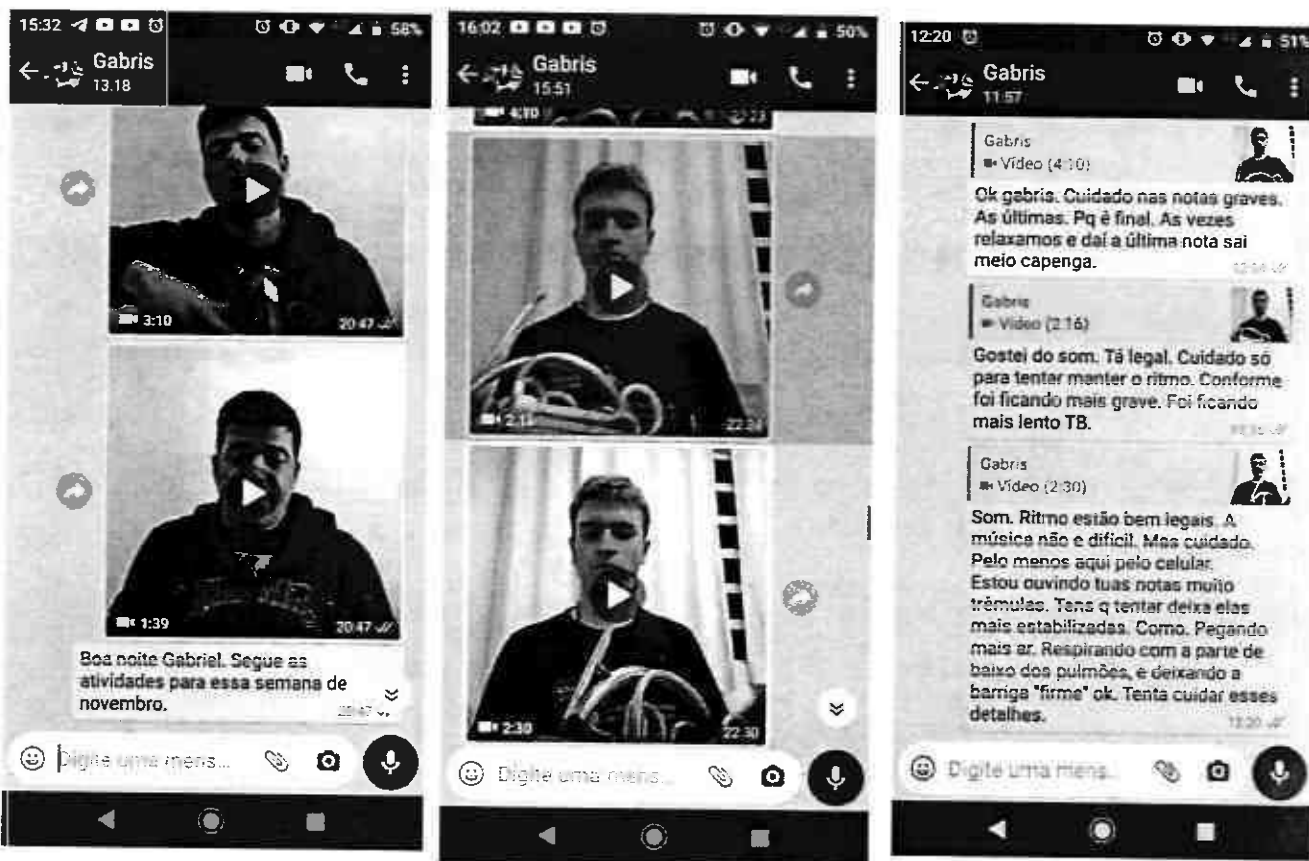 15:32
58%
Gabris
13.18
3:10
20:47
1:39
20:47
Boa noite Gabriel. Segue as
atividades para essa semana de
novembro.
20:47
Digite uma mens...
16:02
50%
Gabris
15.51
4:10
22:23
22:24
2:30
22:30
Digite uma mens...
12:20
51%
Gabris
11:57
Gabris
Vídeo (4:10)
Ok gabris. Cuidado nas notas graves.
As últimas. Pq é final. As vezes
relaxamos e daí a última nota sai
meio capenga.
Gabris
Vídeo (2:16)
Gostei do som. Tá legal. Cuidado só
para tentar manter o ritmo. Conforme
foi ficando mais grave. Foi ficando
mais lento TB.
Gabris
Vídeo (2:30)
Som. Ritmo estão bem legais. A
música não e difícil. Mas cuidado.
Pelo menos aqui pelo celular.
Estou ouvindo tuas notas muito
trêmulas. Tens q tentar deixa elas
mais estabilizadas. Como. Pegando
mais ar. Respirando com a parte de
baixo dos pulmões, e deixando a
barriga "firme" ok. Tenta cuidar esses
detalhes.
12:20
Digite uma mens...